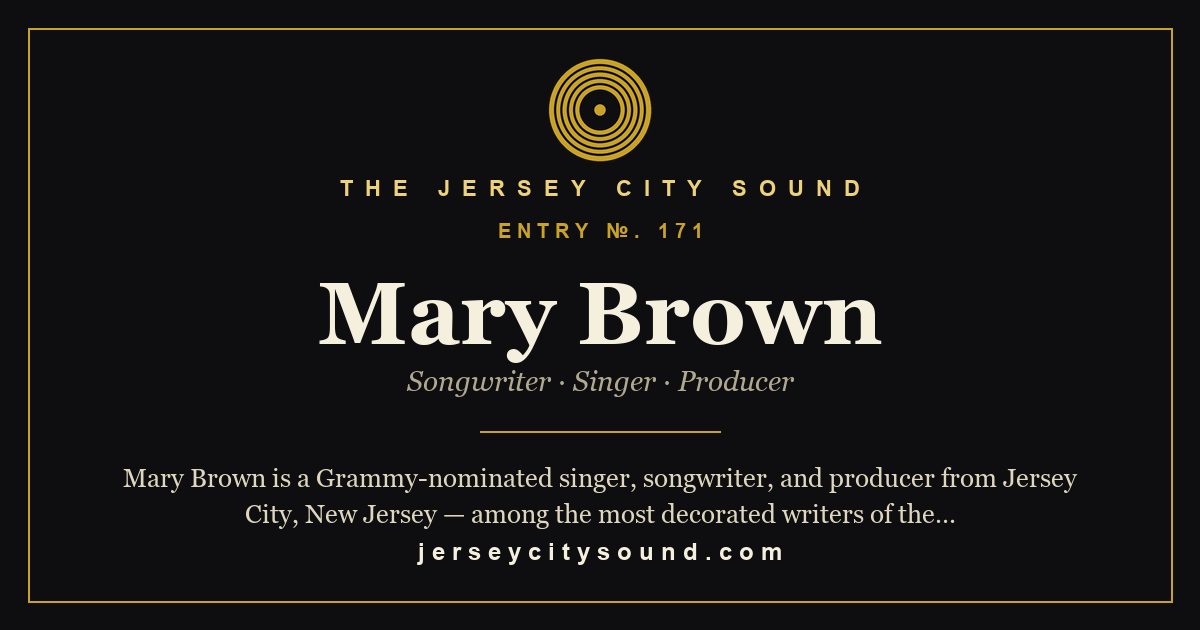 THE JERSEY CITY SOUND
ENTRY №. 171
Mary Brown
Songwriter · Singer · Producer
Mary Brown is a Grammy-nominated singer, songwriter, and producer from Jersey
City, New Jersey — among the most decorated writers of the...
jerseycitysound.com